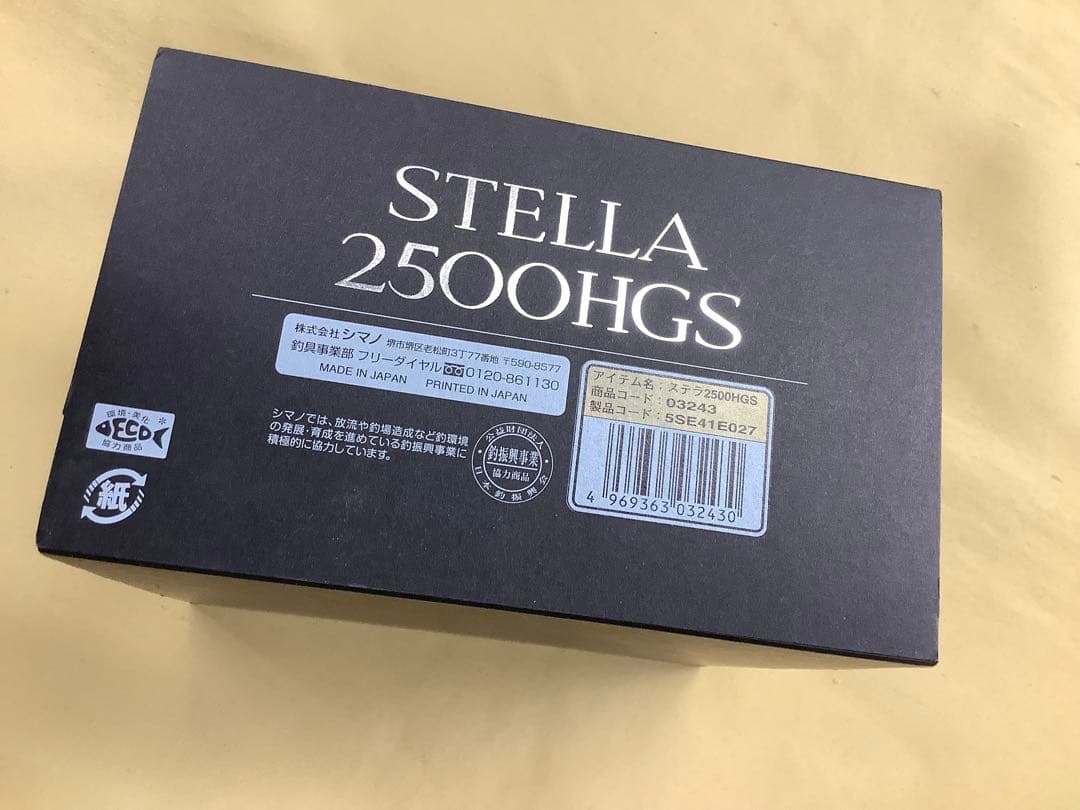 STELLA
2500HGS
株式会社シマノ 堺市堺区老松町3丁77番地 〒590-8577
釣具事業部 フリーダイヤル 0120-861130
MADE IN JAPAN PRINTED IN JAPAN
アイテム名:ステラ2500HGS
商品コード:03243
製品コード:5SE41E027
4 969363 032430
シマノでは、放流や釣場造成など釣環境
の発展・育成を進めている釣振興事業に
積極的に協力しています。
公益財団法人
釣振興事業
協力商品
日本釣振興会
環境・美化
ECO
協力商品
紙